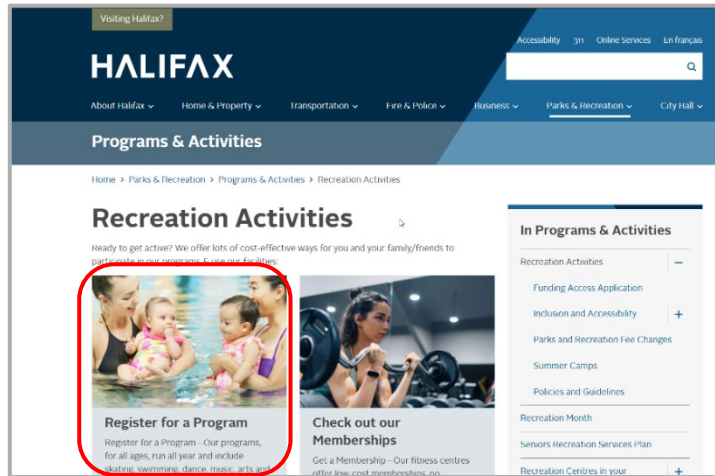 Visiting Halifax?
Accessibility 311 Online Services En français
HALIFAX
About Halifax Home & Property Transportation Fire & Police Business Parks & Recreation City Hall
Programs & Activities
Home > Parks & Recreation > Programs & Activities > Recreation Activities
Recreation Activities
Ready to get active? We offer lots of cost-effective ways for you and your family/friends to
participate in our programs & use our facilities:
Register for a Program
Register for a Program - Our programs,
for all ages, run all year and include
skating, swimming, dance, music, arts and
Check out our
Memberships
Get a Membership - Our fitness centres
offer low-cost memberships, no
In Programs & Activities
Recreation Activities −
Funding Access Application
Inclusion and Accessibility +
Parks and Recreation Fee Changes
Summer Camps
Policies and Guidelines
Recreation Month
Seniors Recreation Services Plan
Recreation Centres in your +